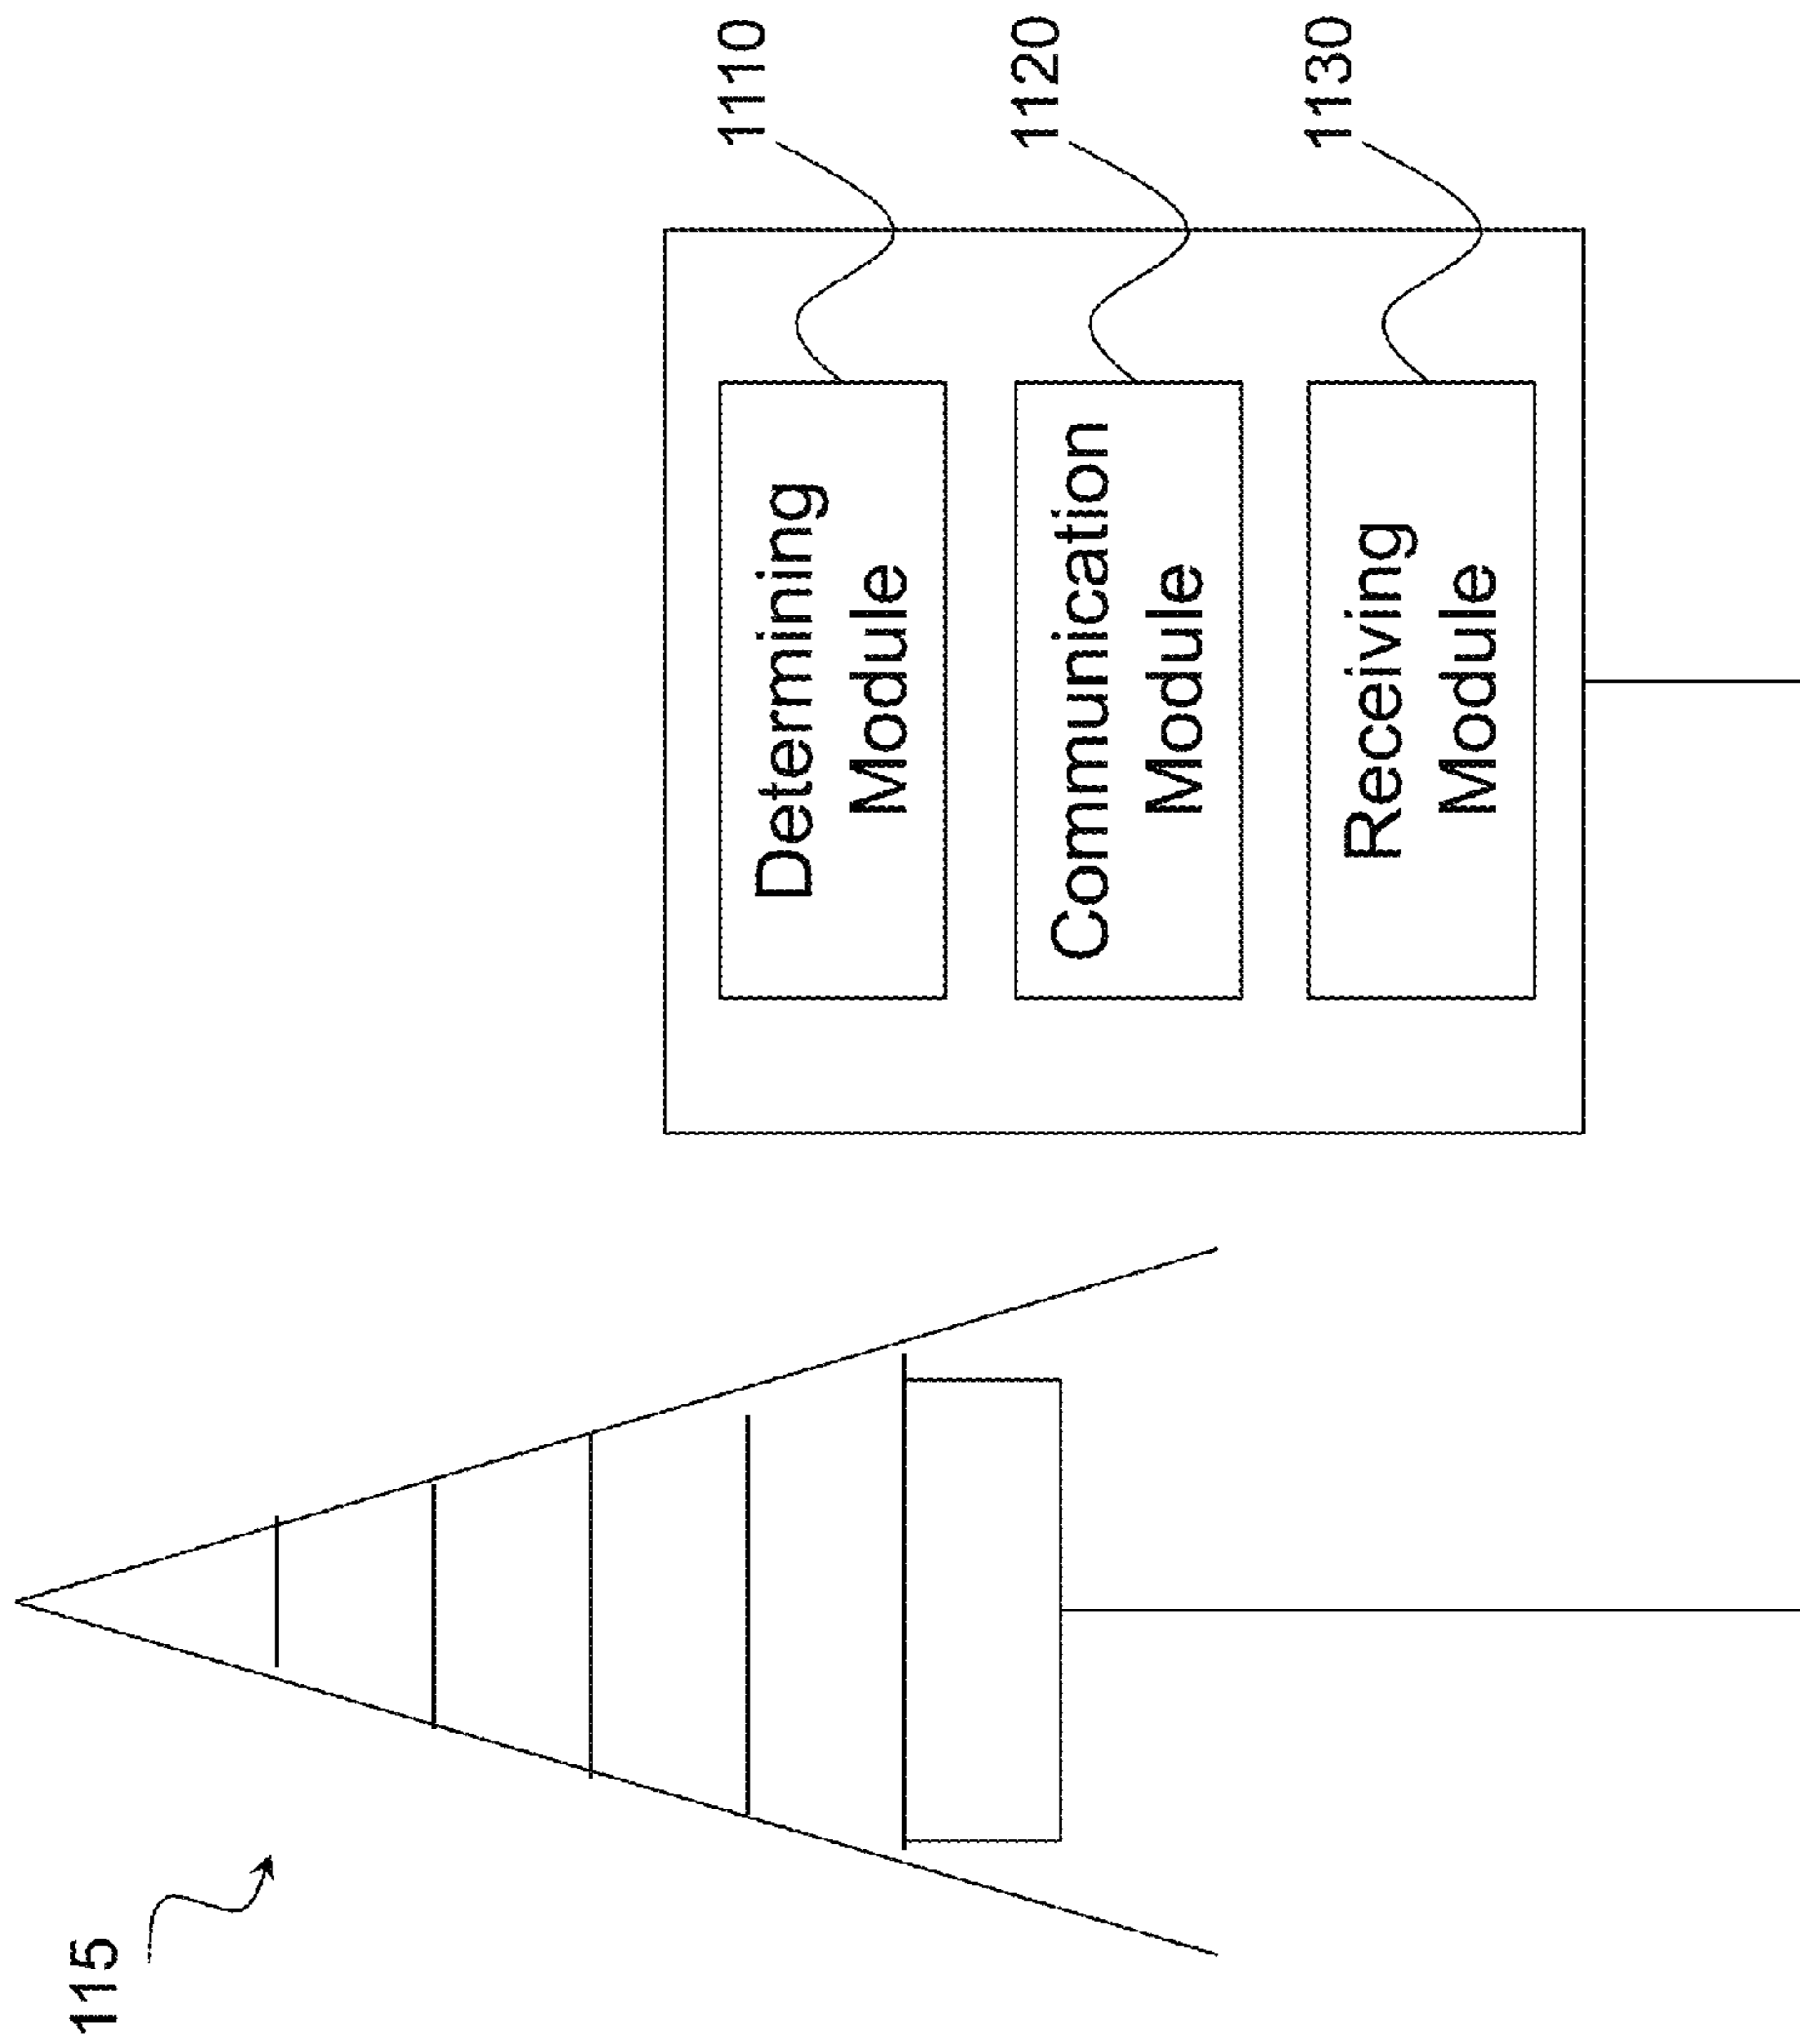 115
1110
Determining
Module
1120
Communication
Module
1130
Receiving
Module